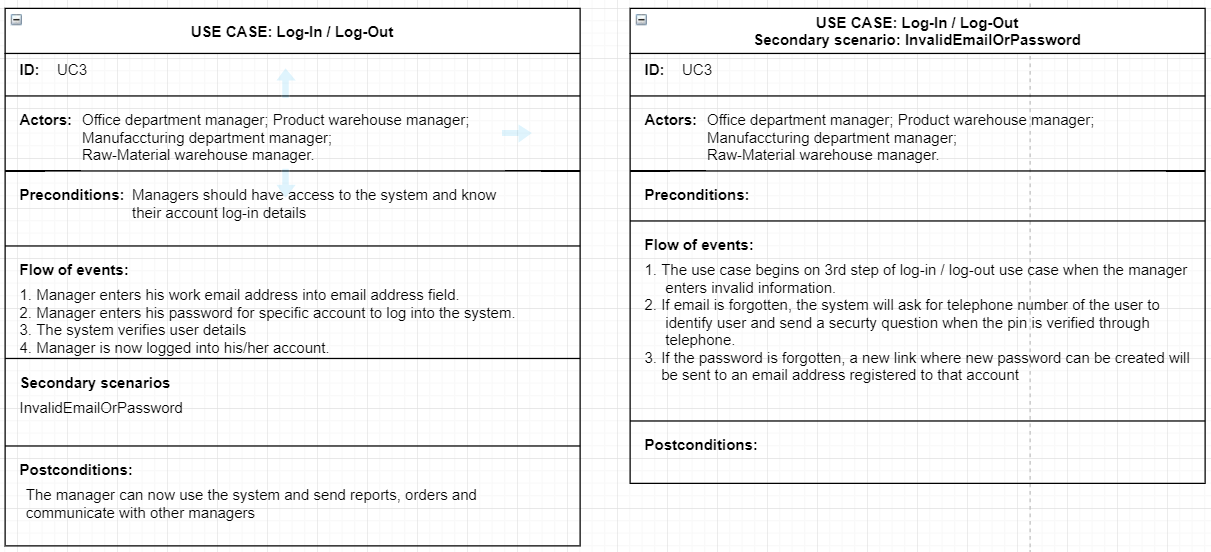 USE CASE: Log-In / Log-Out
ID: UC3
Actors: Office department manager; Product warehouse manager;
Manufaccturing department manager;
Raw-Material warehouse manager.
Preconditions: Managers should have access to the system and know
their account log-in details
Flow of events:
1. Manager enters his work email address into email address field.
2. Manager enters his password for specific account to log into the system.
3. The system verifies user details
4. Manager is now logged into his/her account.
Secondary scenarios
InvalidEmailOrPassword
Postconditions:
The manager can now use the system and send reports, orders and
communicate with other managers
USE CASE: Log-In / Log-Out
Secondary scenario: InvalidEmailOrPassword
ID: UC3
Actors: Office department manager; Product warehouse manager;
Manufaccturing department manager;
Raw-Material warehouse manager.
Preconditions:
Flow of events:
1. The use case begins on 3rd step of log-in / log-out use case when the manager
enters invalid information.
2. If email is forgotten, the system will ask for telephone number of the user to
identify user and send a securty question when the pin is verified through
telephone.
3. If the password is forgotten, a new link where new password can be created will
be sent to an email address registered to that account
Postconditions: